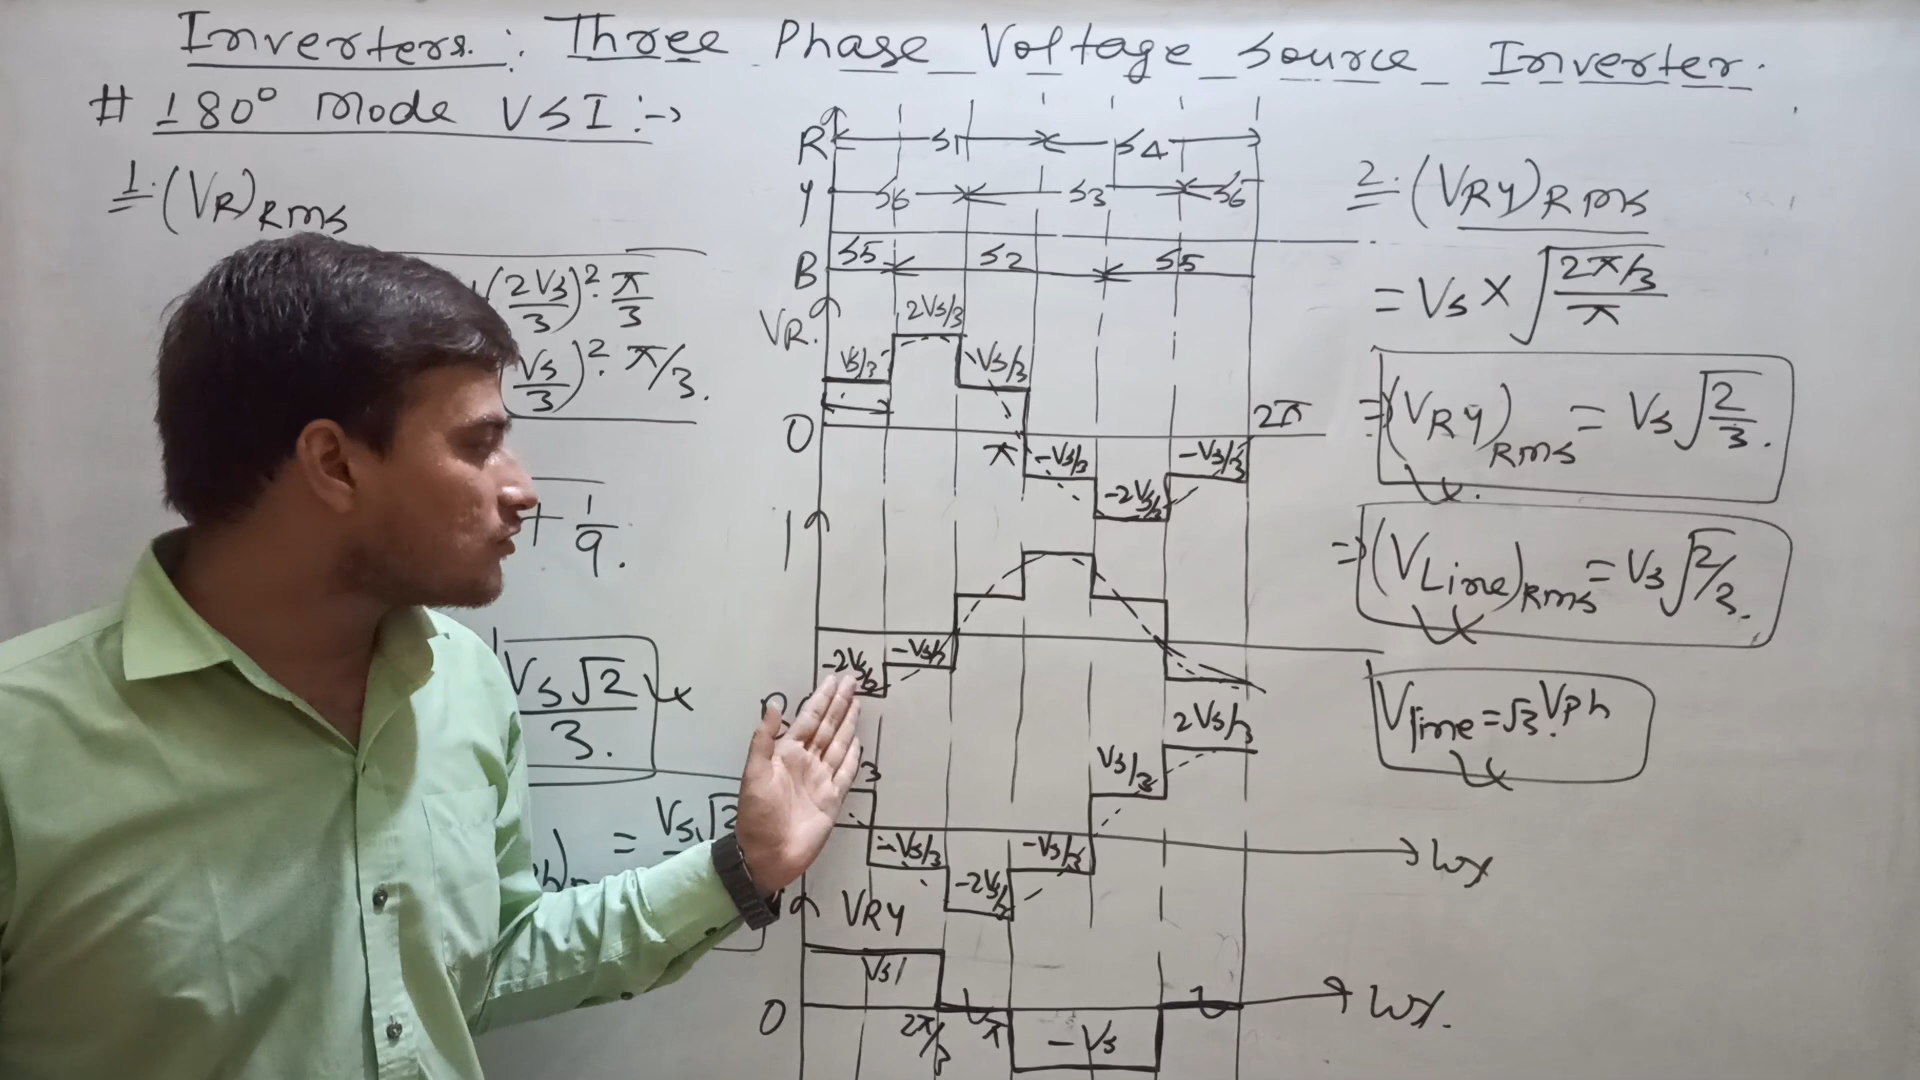 Inverters: Three Phase Voltage Source Inverter.
# 180° Mode VSI :→
1. (VR)RMS
(2Vs/3)²·π/3
(Vs/3)²·π/3.
+ 1/9.
Vs√2/3.
= Vs√2
R S1 S4
Y S6 S3 S6
B S5 S2 S5
VR.
Vs/3 2Vs/3 Vs/3
0 π 2π
-Vs/3 -2Vs/3 -Vs/3
-2Vs/3 -Vs/3
2Vs/3
Vs/3
-Vs/3 -2Vs/3 -Vs/3
ωt
VRY
Vs
0 2π/3 π ωt.
-Vs
2. (VRY)RMS
= Vs × √(2π/3/π)
⇒ (VRY)RMS = Vs√2/3.
⇒ (VLine)RMS = Vs√2/3.
Vline = √3.Vph